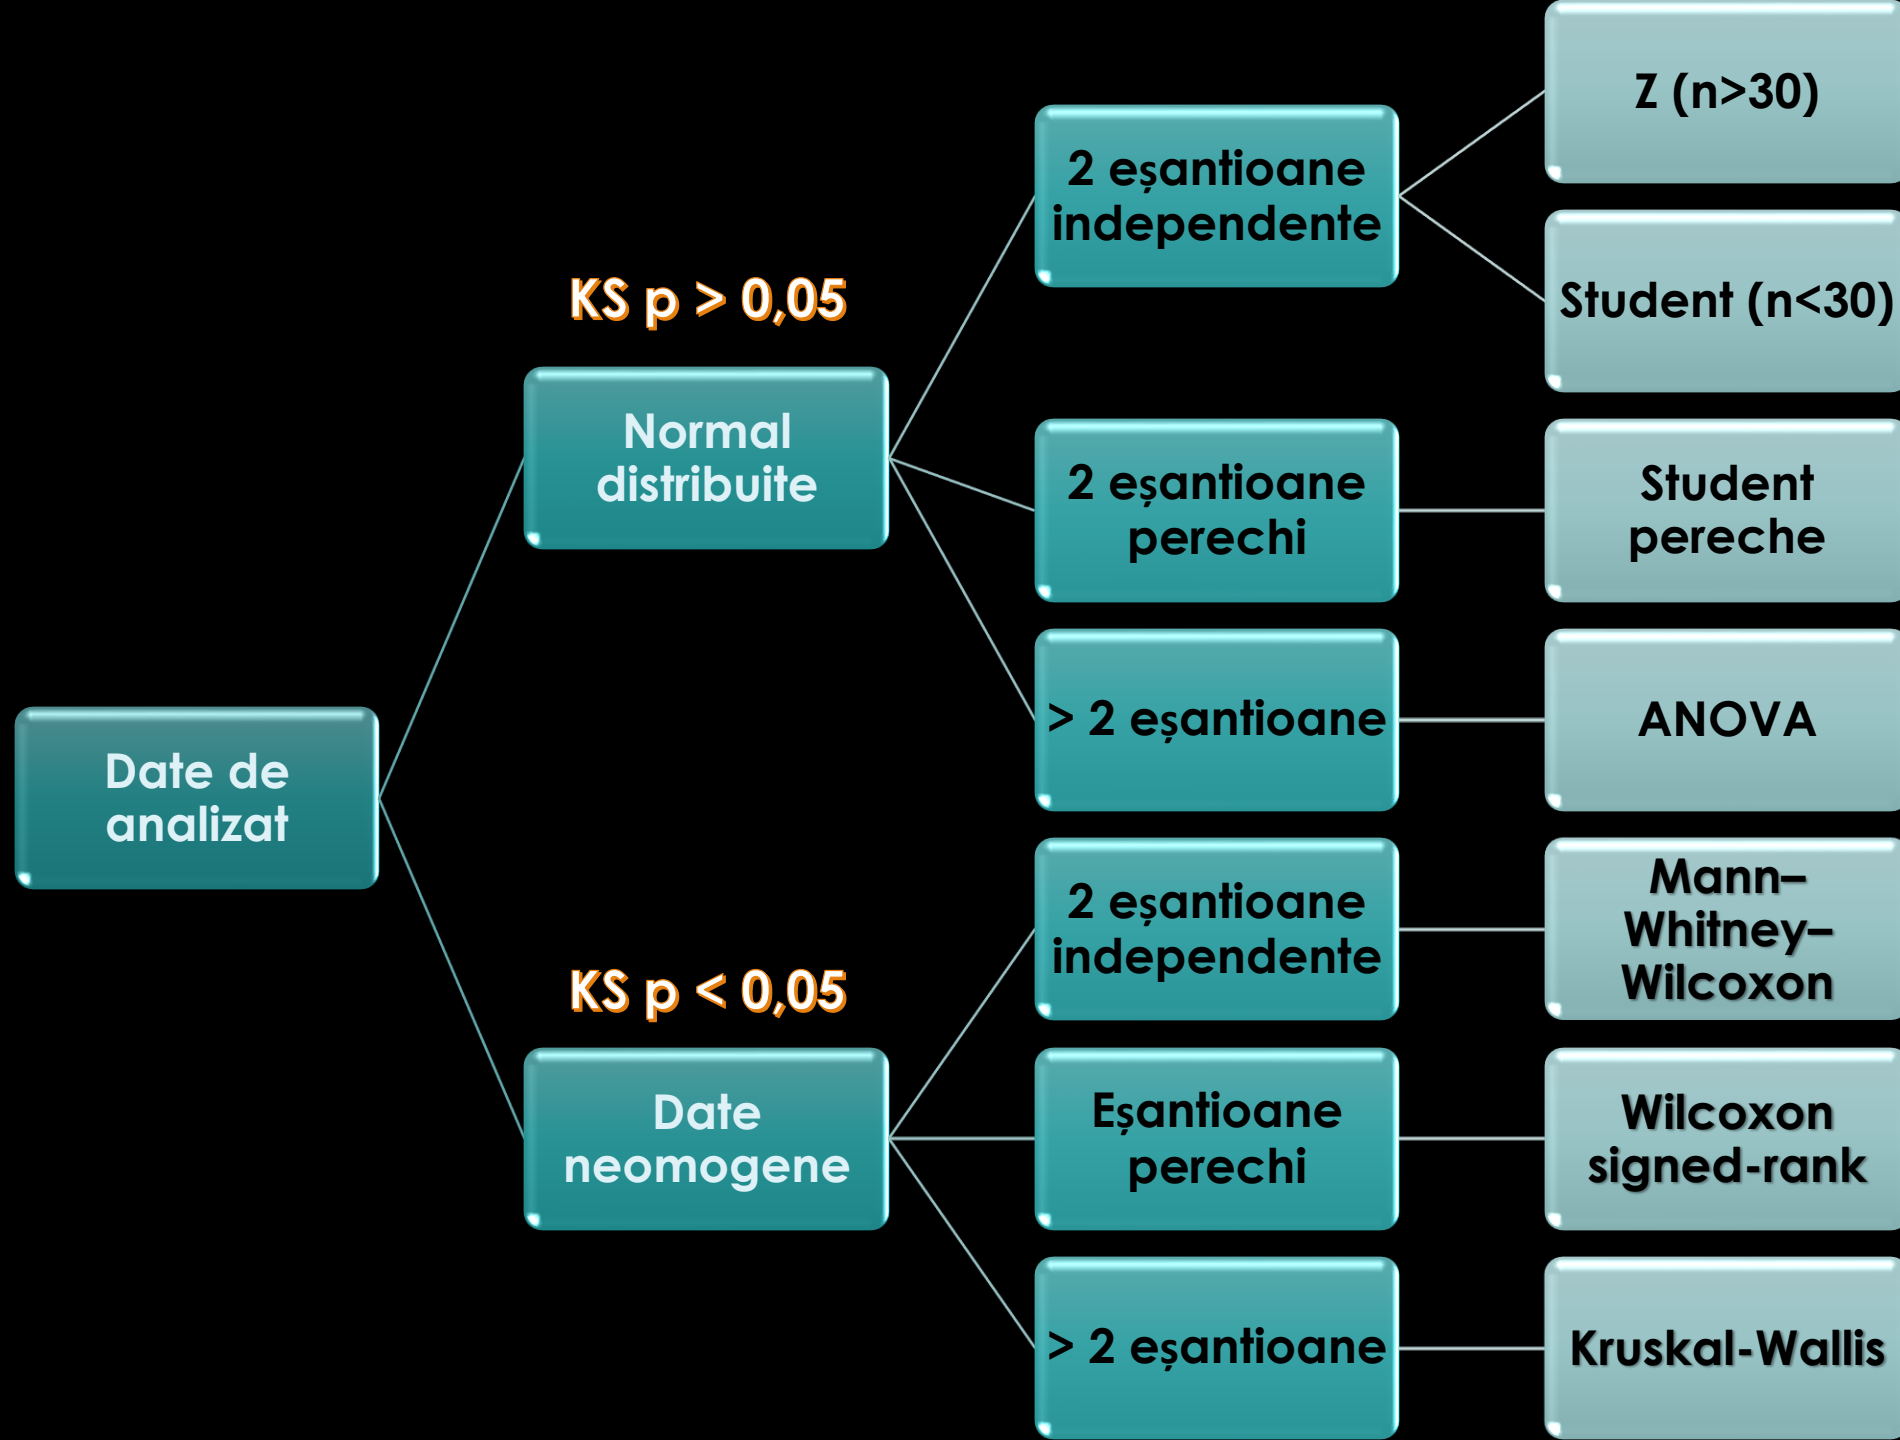 Date de
analizat
KS p > 0,05
Normal
distribuite
2 eșantioane
independente
Z (n>30)
Student (n<30)
2 eșantioane
perechi
Student
pereche
> 2 eșantioane
ANOVA
KS p < 0,05
Date
neomogene
2 eșantioane
independente
Mann–
Whitney–
Wilcoxon
Eșantioane
perechi
Wilcoxon
signed-rank
> 2 eșantioane
Kruskal-Wallis